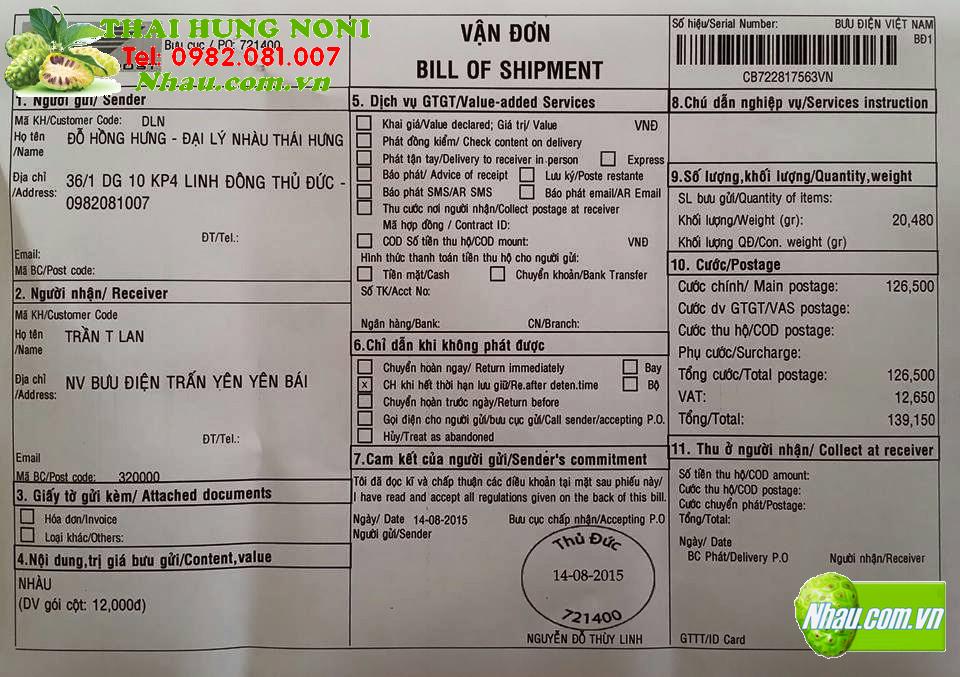 THAI HUNG NONI
Tel: 0982.081.007
Nhau.com.vn
Bưu cục / PO: 721400
VẬN ĐƠN
BILL OF SHIPMENT
Số hiệu/Serial Number:
BƯU ĐIỆN VIỆT NAM
BĐ1
CB722817563VN
1. Người gửi/ Sender
Mã KH/Customer Code: DLN
Họ tên
/Name
ĐỖ HỒNG HƯNG - ĐẠI LÝ NHÀU THÁI HƯNG
Địa chỉ
/Address:
36/1 DG 10 KP4 LINH ĐÔNG THỦ ĐỨC -
0982081007
ĐT/Tel.:
Email:
Mã BC/Post code:
2. Người nhận/ Receiver
Mã KH/Customer Code
Họ tên
/Name
TRẦN T LAN
Địa chỉ
/Address:
NV BƯU ĐIỆN TRẤN YÊN YÊN BÁI
ĐT/Tel.:
Email
Mã BC/Post code: 320000
3. Giấy tờ gửi kèm/ Attached documents
Hóa đơn/Invoice
Loại khác/Others:
4.Nội dung,trị giá bưu gửi/Content,value
NHÀU
(DV gói cột: 12,000đ)
5. Dịch vụ GTGT/Value-added Services
Khai giá/Value declared; Giá trị/ Value VNĐ
Phát đồng kiểm/ Check content on delivery
Phát tận tay/Delivery to receiver in person Express
Báo phát/ Advice of receipt Lưu ký/Poste restante
Báo phát SMS/AR SMS Báo phát email/AR Email
Thu cước nơi người nhận/Collect postage at receiver
Mã hợp đồng / Contract ID:
COD Số tiền thu hộ/COD mount: VNĐ
Hình thức thanh toán tiền thu hộ cho người gửi:
Tiền mặt/Cash Chuyển khoản/Bank Transfer
Số TK/Acct No:
Ngân hàng/Bank: CN/Branch:
6.Chỉ dẫn khi không phát được
Chuyển hoàn ngay/ Return immediately Bay
x CH khi hết thời hạn lưu giữ/Re.after deten.time Bộ
Chuyển hoàn trước ngày/Return before
Gọi điện cho người gửi/bưu cục gửi/Call sender/accepting P.O.
Hủy/Treat as abandoned
7.Cam kết của người gửi/Sender's commitment
Tôi đã đọc kĩ và chấp thuận các điều khoản tại mặt sau phiếu này/
I have read and accept all regulations given on the back of this bill.
Ngày/ Date 14-08-2015 Bưu cục chấp nhận/Accepting P.O
Người gửi/Sender
Thủ Đức
14-08-2015
721400
NGUYỄN ĐỖ THÙY LINH
8.Chú dẫn nghiệp vụ/Services instruction
9.Số lượng,khối lượng/Quantity,weight
SL bưu gửi/Quantity of items:
Khối lượng/Weight (gr): 20,480
Khối lượng QĐ/Con. weight (gr)
10. Cước/Postage
Cước chính/ Main postage: 126,500
Cước dv GTGT/VAS postage:
Cước thu hộ/COD postage:
Phụ cước/Surcharge:
Tổng cước/Total postage: 126,500
VAT: 12,650
Tổng/Total: 139,150
11. Thu ở người nhận/ Collect at receiver
Số tiền thu hộ/COD amount:
Cước thu hộ/COD postage:
Cước chuyển phát/Postage:
Tổng/Total:
Ngày/ Date
BC Phát/Delivery P.O Người nhận/Receiver
Nhau.com.vn
GTTT/ID Card